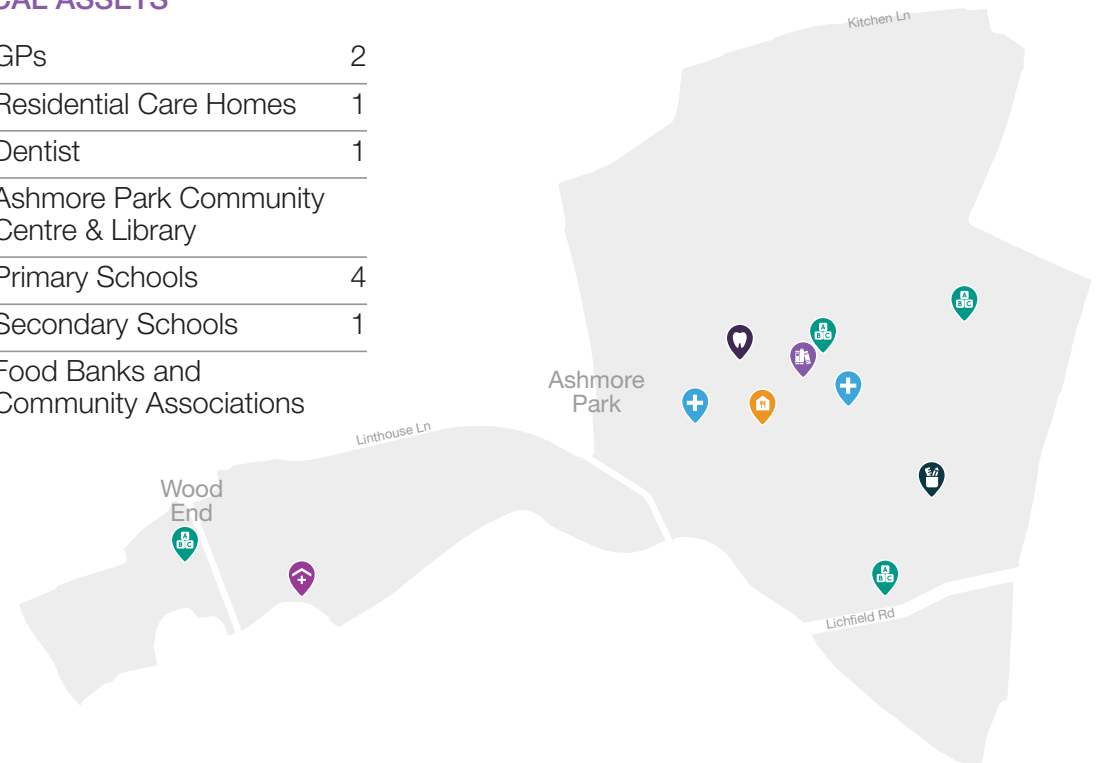 CAL ASSETS
GPs 2
Residential Care Homes 1
Dentist 1
Ashmore Park Community
Centre & Library
Primary Schools 4
Secondary Schools 1
Food Banks and
Community Associations
Kitchen Ln
Ashmore
Park
Linthouse Ln
Wood
End
Lichfield Rd
A
B C
A
B C
A
B C
A
B C